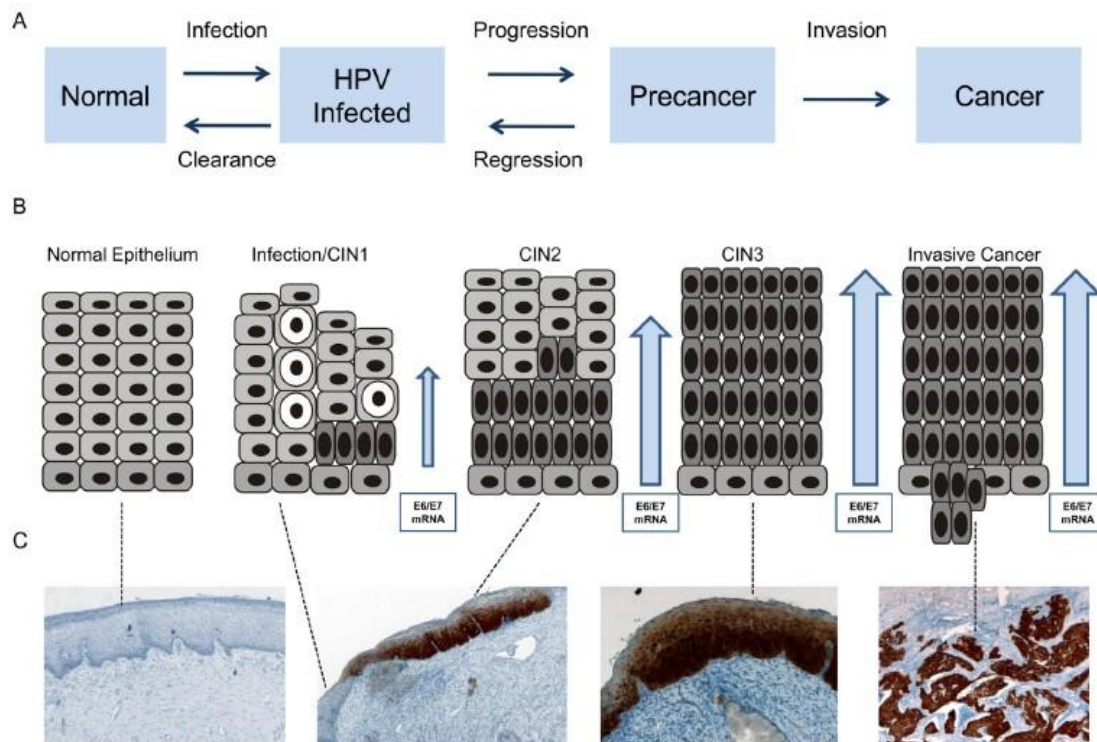 A
Infection
Progression
Invasion
Normal
HPV
Infected
Precancer
Cancer
Clearance
Regression
B
Normal Epithelium
Infection/CIN1
CIN2
CIN3
Invasive Cancer
E6/E7
mRNA
E6/E7
mRNA
E6/E7
mRNA
E6/E7
mRNA
C